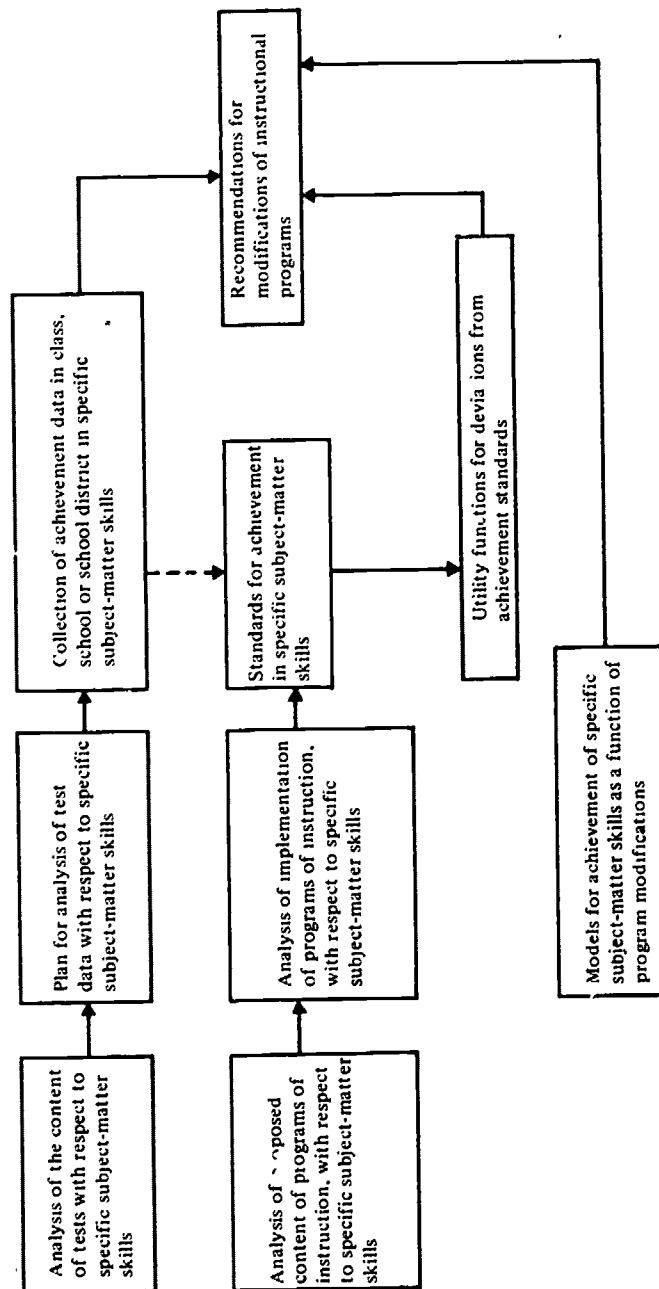 Analysis of the content
of tests with respect to
specific subject-matter
skills
Plan for analysis of test
data with respect to specific
subject-matter skills
Collection of achievement data in class,
school or school district in specific
subject-matter skills
Recommendations for
modifications of instructional
programs
Analysis of
content of programs of
instruction, with respect
to specific subject-matter
skills
Analysis of implementation
of programs of instruction,
with respect to specific
subject-matter skills
Standards for achievement
in specific subject-matter
skills
Utility functions for devia ions from
achievement standards
Models for achievement of specific
subject-matter skills as a function of
program modifications